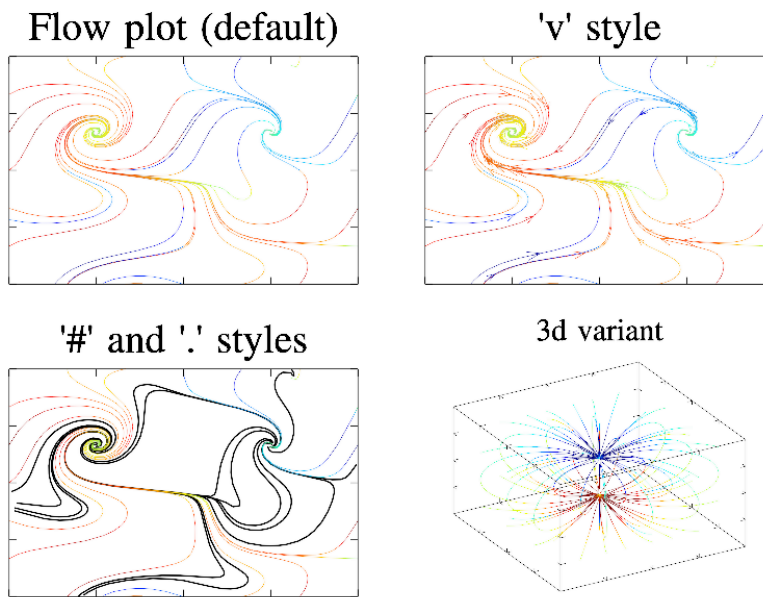 Flow plot (default)
'v' style
'#' and '.' styles
3d variant